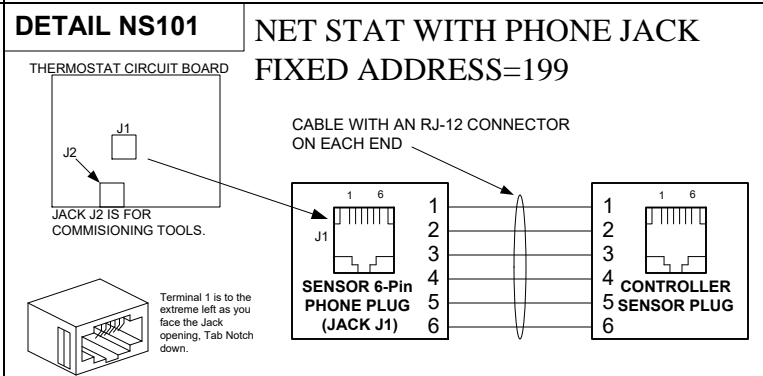 DETAIL NS101
NET STAT WITH PHONE JACK
FIXED ADDRESS=199
THERMOSTAT CIRCUIT BOARD
J1
J2
JACK J2 IS FOR
COMMISIONING TOOLS.
CABLE WITH AN RJ-12 CONNECTOR
ON EACH END
1 6
J1
SENSOR 6-Pin
PHONE PLUG
(JACK J1)
1
2
3
4
5
6
1
2
3
4
5
6
1 6
CONTROLLER
SENSOR PLUG
Terminal 1 is to the
extreme left as you
face the Jack
opening, Tab Notch
down.